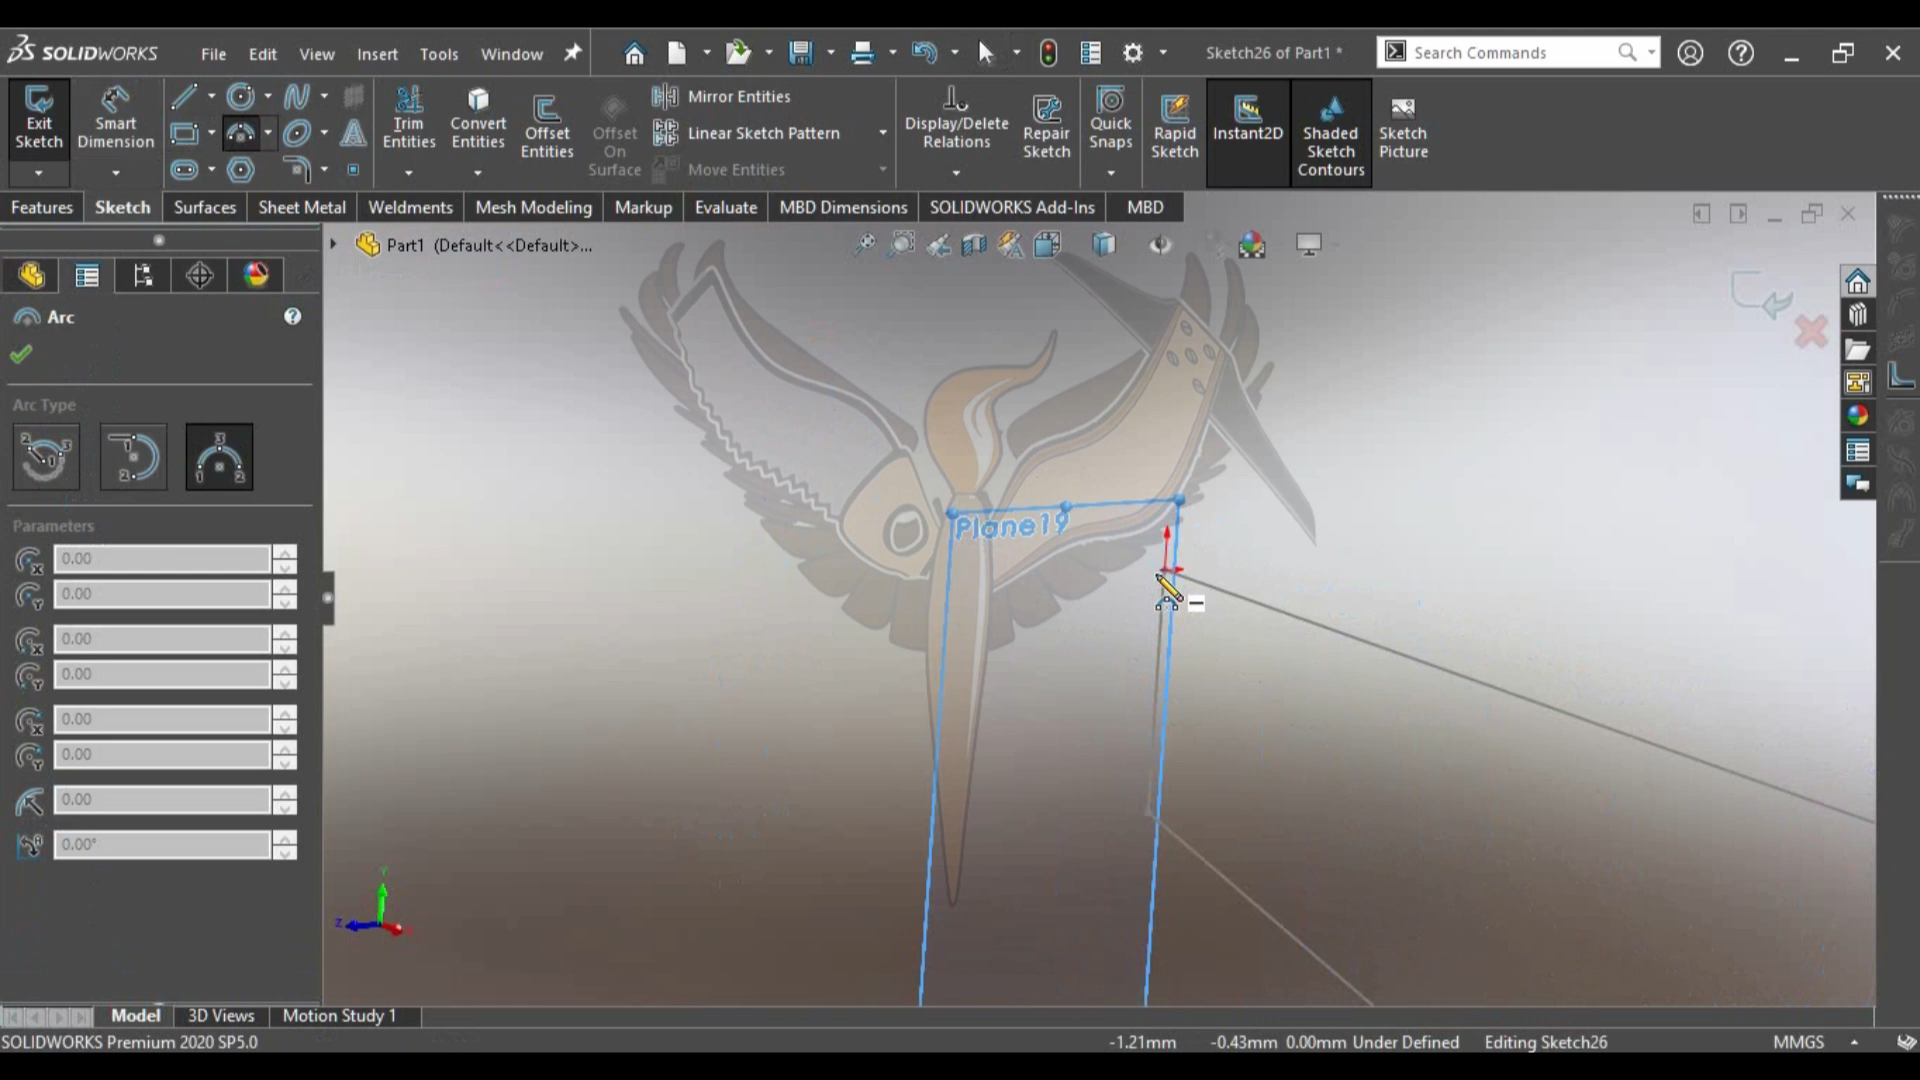 SOLIDWORKS File Edit View Insert Tools Window Sketch26 of Part1 * Search Commands
Exit Sketch
Smart Dimension
Trim Entities
Convert Entities
Offset Entities
Offset On Surface
Mirror Entities
Linear Sketch Pattern
Move Entities
Display/Delete Relations
Repair Sketch
Quick Snaps
Rapid Sketch
Instant2D
Shaded Sketch Contours
Sketch Picture
Features Sketch Surfaces Sheet Metal Weldments Mesh Modeling Markup Evaluate MBD Dimensions SOLIDWORKS Add-Ins MBD
Part1 (Default<<Default>...
Arc
Arc Type
Parameters
0.00
0.00
0.00
0.00
0.00
0.00
0.00
0.00°
Plane19
Y
Z
Model 3D Views Motion Study 1
SOLIDWORKS Premium 2020 SP5.0 -1.21mm -0.43mm 0.00mm Under Defined Editing Sketch26 MMGS